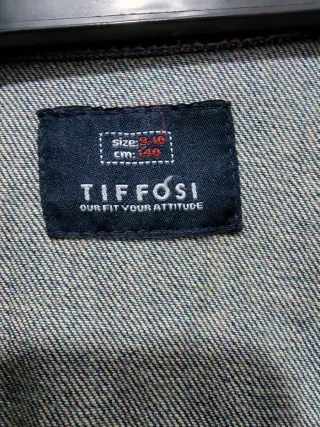 size: 9-10
cm: 140
TIFFOSI
OUR FIT YOUR ATTITUDE